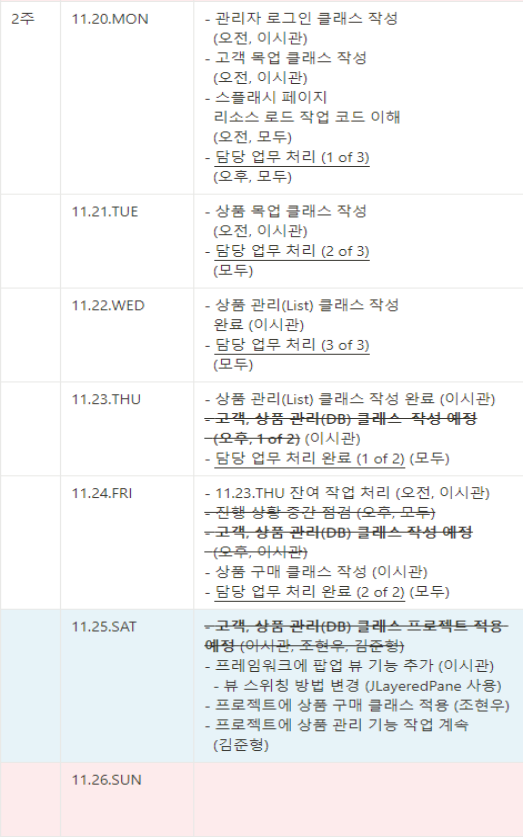 2주
11.20.MON
- 관리자 로그인 클래스 작성
(오전, 이시관)
- 고객 목업 클래스 작성
(오전, 이시관)
- 스플래시 페이지
리소스 로드 작업 코드 이해
(오전, 모두)
- 담당 업무 처리 (1 of 3)
(오후, 모두)
11.21.TUE
- 상품 목업 클래스 작성
(오전, 이시관)
- 담당 업무 처리 (2 of 3)
(모두)
11.22.WED
- 상품 관리(List) 클래스 작성
완료 (이시관)
- 담당 업무 처리 (3 of 3)
(모두)
11.23.THU
- 상품 관리(List) 클래스 작성 완료 (이시관)
- 고객, 상품 관리(DB) 클래스 작성 예정
(오후, 1 of 2) (이시관)
- 담당 업무 처리 완료 (1 of 2) (모두)
11.24.FRI
- 11.23.THU 잔여 작업 처리 (오전, 이시관)
- 진행 상황 중간 점검 (오후, 모두)
- 고객, 상품 관리(DB) 클래스 작성 예정
(오후, 이시관)
- 상품 구매 클래스 작성 (이시관)
- 담당 업무 처리 완료 (2 of 2) (모두)
11.25.SAT
- 고객, 상품 관리(DB) 클래스 프로젝트 적용
예정 (이시관, 조현우, 김준형)
- 프레임워크에 팝업 뷰 기능 추가 (이시관)
- 뷰 스위칭 방법 변경 (JLayeredPane 사용)
- 프로젝트에 상품 구매 클래스 적용 (조현우)
- 프로젝트에 상품 관리 기능 작업 계속
(김준형)
11.26.SUN